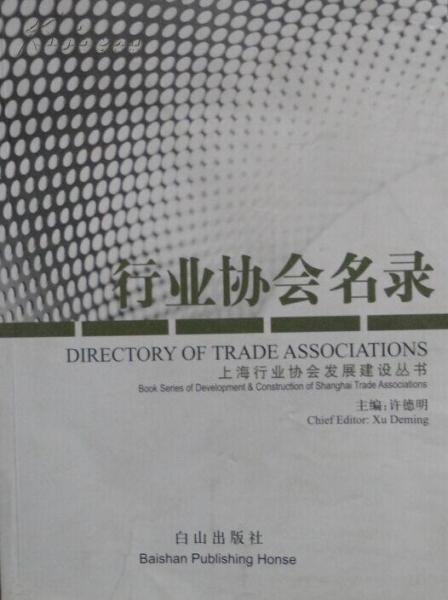 行业协会名录
DIRECTORY OF TRADE ASSOCIATIONS
上海行业协会发展建设丛书
Book Series of Development & Construction of Shanghai Trade Associations
主编:许德明
Chief Editor: Xu Deming
白山出版社
Baishan Publishing Honse